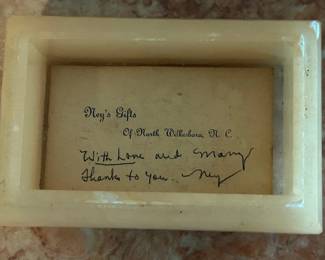 Ney's Gifts
Of North Wilkesboro, N. C.
With Love and Many
thanks to you - Ney